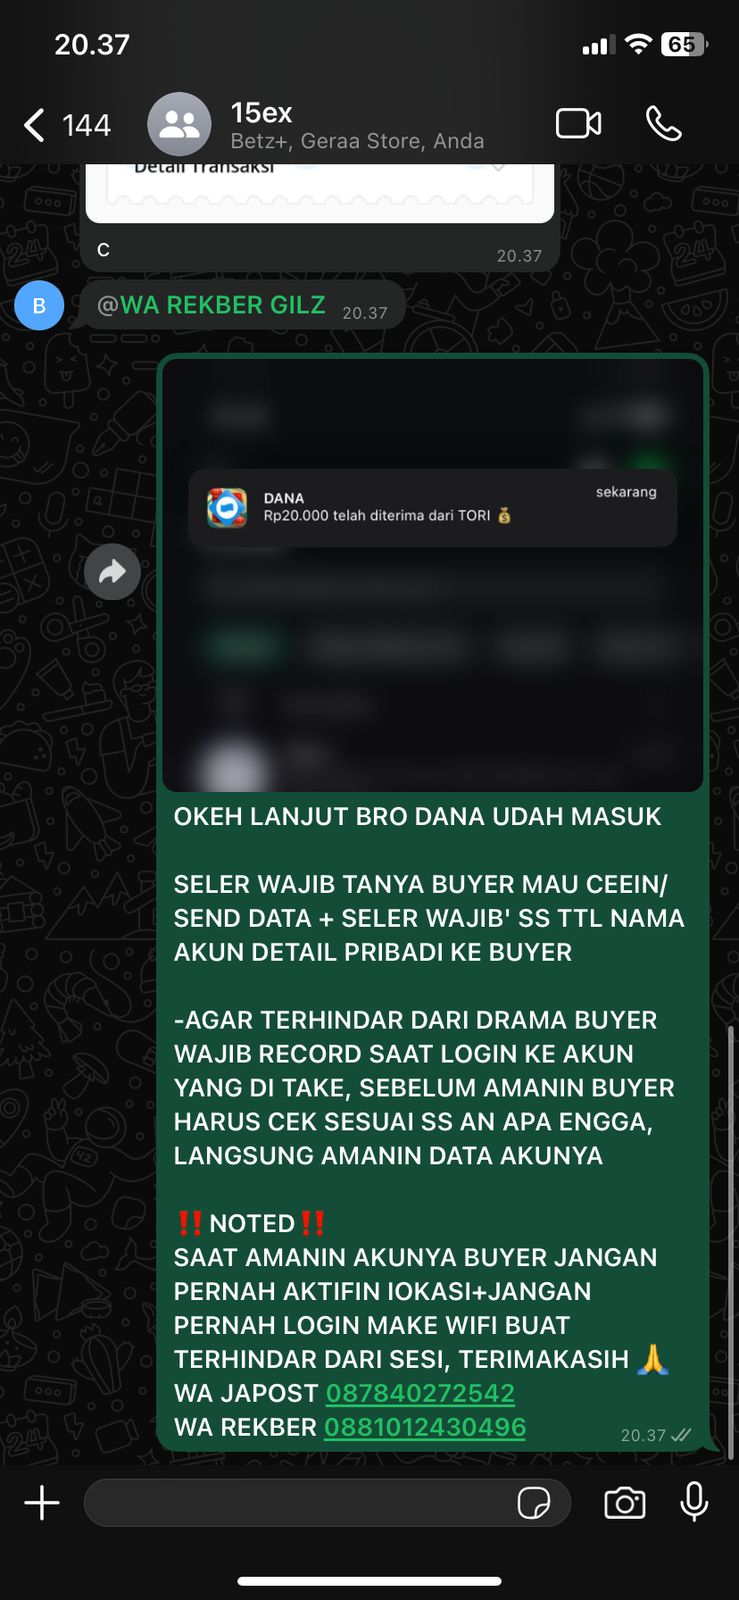 20.37
65
144
15ex
Betz+, Geraa Store, Anda
Detail Transaksi
C
20.37
B
@WA REKBER GILZ
20.37
DANA
sekarang
Rp20.000 telah diterima dari TORI 💰
OKEH LANJUT BRO DANA UDAH MASUK
SELER WAJIB TANYA BUYER MAU CEEIN/
SEND DATA + SELER WAJIB' SS TTL NAMA
AKUN DETAIL PRIBADI KE BUYER
-AGAR TERHINDAR DARI DRAMA BUYER
WAJIB RECORD SAAT LOGIN KE AKUN
YANG DI TAKE, SEBELUM AMANIN BUYER
HARUS CEK SESUAI SS AN APA ENGGA,
LANGSUNG AMANIN DATA AKUNYA
‼️NOTED‼️
SAAT AMANIN AKUNYA BUYER JANGAN
PERNAH AKTIFIN lOKASI+JANGAN
PERNAH LOGIN MAKE WIFI BUAT
TERHINDAR DARI SESI, TERIMAKASIH 🙏
WA JAPOST 087840272542
WA REKBER 0881012430496
20.37